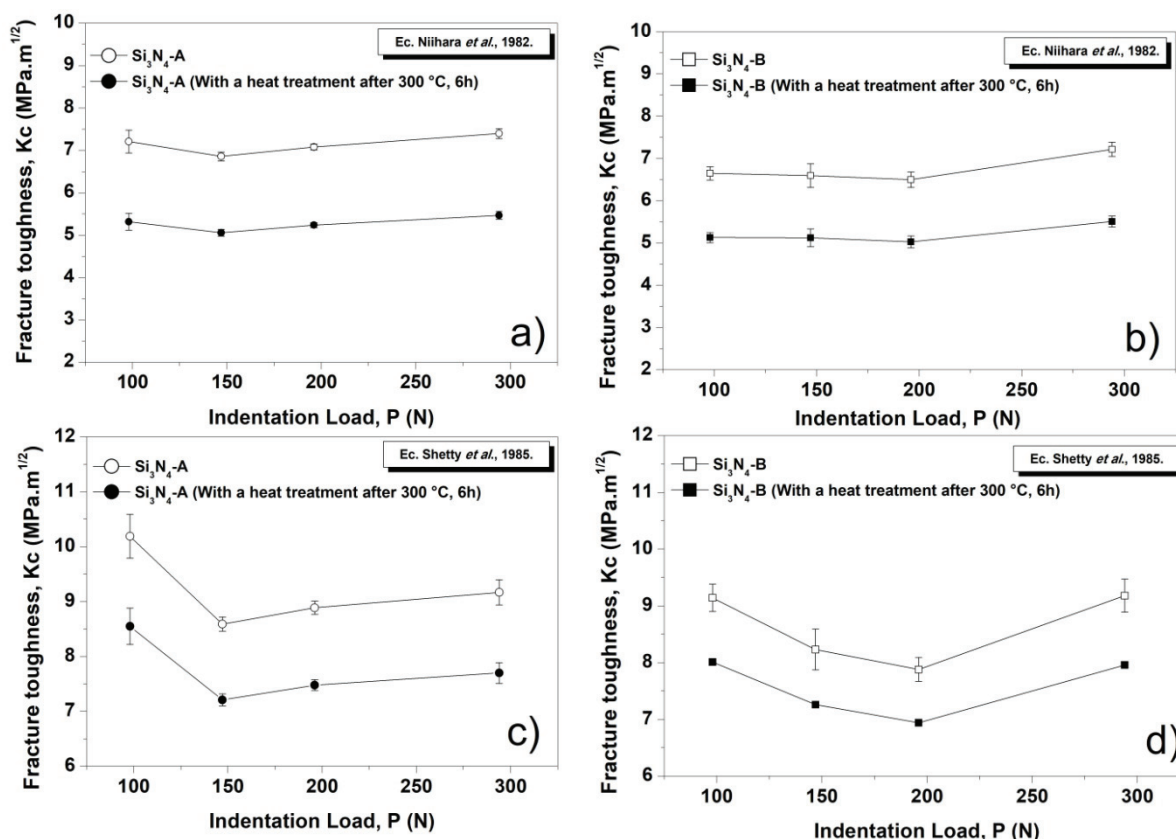 10
9
8
7
6
5
4
3
2
Fracture toughness, Kc (MPa.m^1/2)
Ec. Niihara et al., 1982.
Si₃N₄-A
Si₃N₄-A (With a heat treatment after 300 °C, 6h)
a)
100 150 200 250 300
Indentation Load, P (N)
10
9
8
7
6
5
4
3
2
Fracture toughness, Kc (MPa.m^1/2)
Ec. Niihara et al., 1982.
Si₃N₄-B
Si₃N₄-B (With a heat treatment after 300 °C, 6h)
b)
100 150 200 250 300
Indentation Load, P (N)
12
11
10
9
8
7
6
Fracture toughness, Kc (MPa.m^1/2)
Ec. Shetty et al., 1985.
Si₃N₄-A
Si₃N₄-A (With a heat treatment after 300 °C, 6h)
c)
100 150 200 250 300
Indentation Load, P (N)
12
11
10
9
8
7
6
Fracture toughness, Kc (MPa.m^1/2)
Ec. Shetty et al., 1985.
Si₃N₄-B
Si₃N₄-B (With a heat treatment after 300 °C, 6h)
d)
100 150 200 250 300
Indentation Load, P (N)